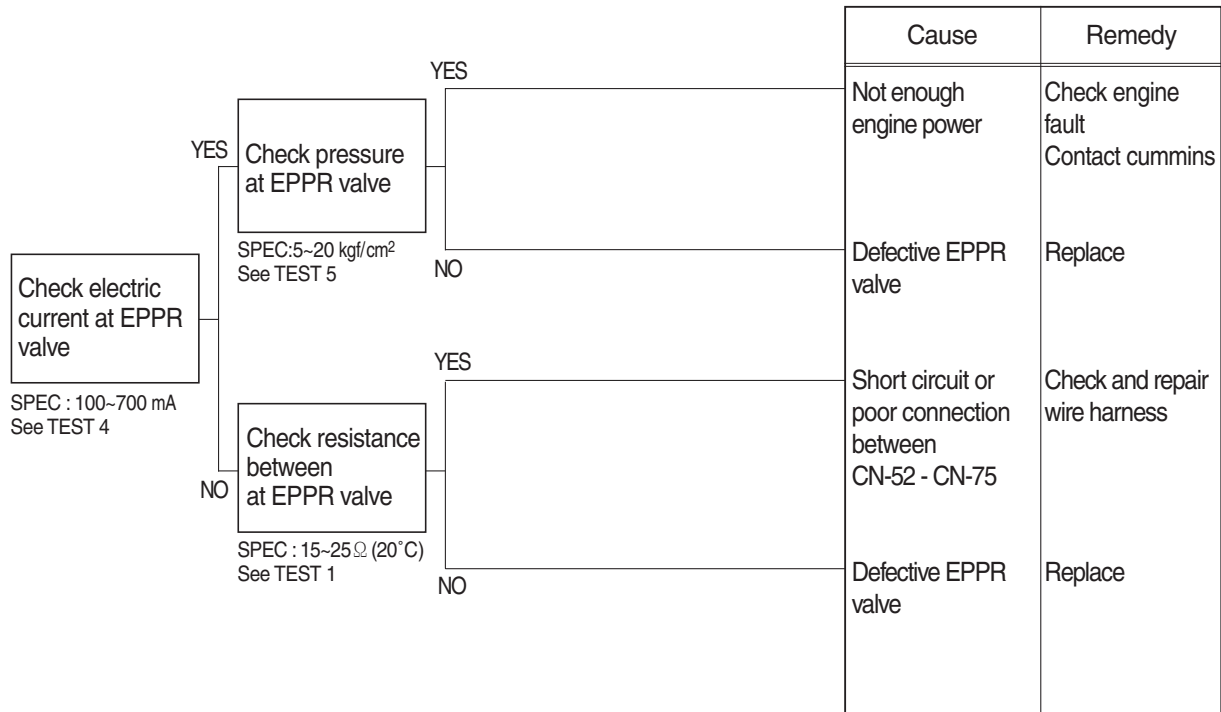 Cause
Remedy
YES
Not enough
engine power
Check engine
fault
Contact cummins
YES
Check pressure
at EPPR valve
SPEC:5~20 kgf/cm²
See TEST 5
NO
Defective EPPR
valve
Replace
Check electric
current at EPPR
valve
SPEC : 100~700 mA
See TEST 4
YES
Short circuit or
poor connection
between
CN-52 - CN-75
Check and repair
wire harness
NO
Check resistance
between
at EPPR valve
SPEC : 15~25Ω (20°C)
See TEST 1
NO
Defective EPPR
valve
Replace